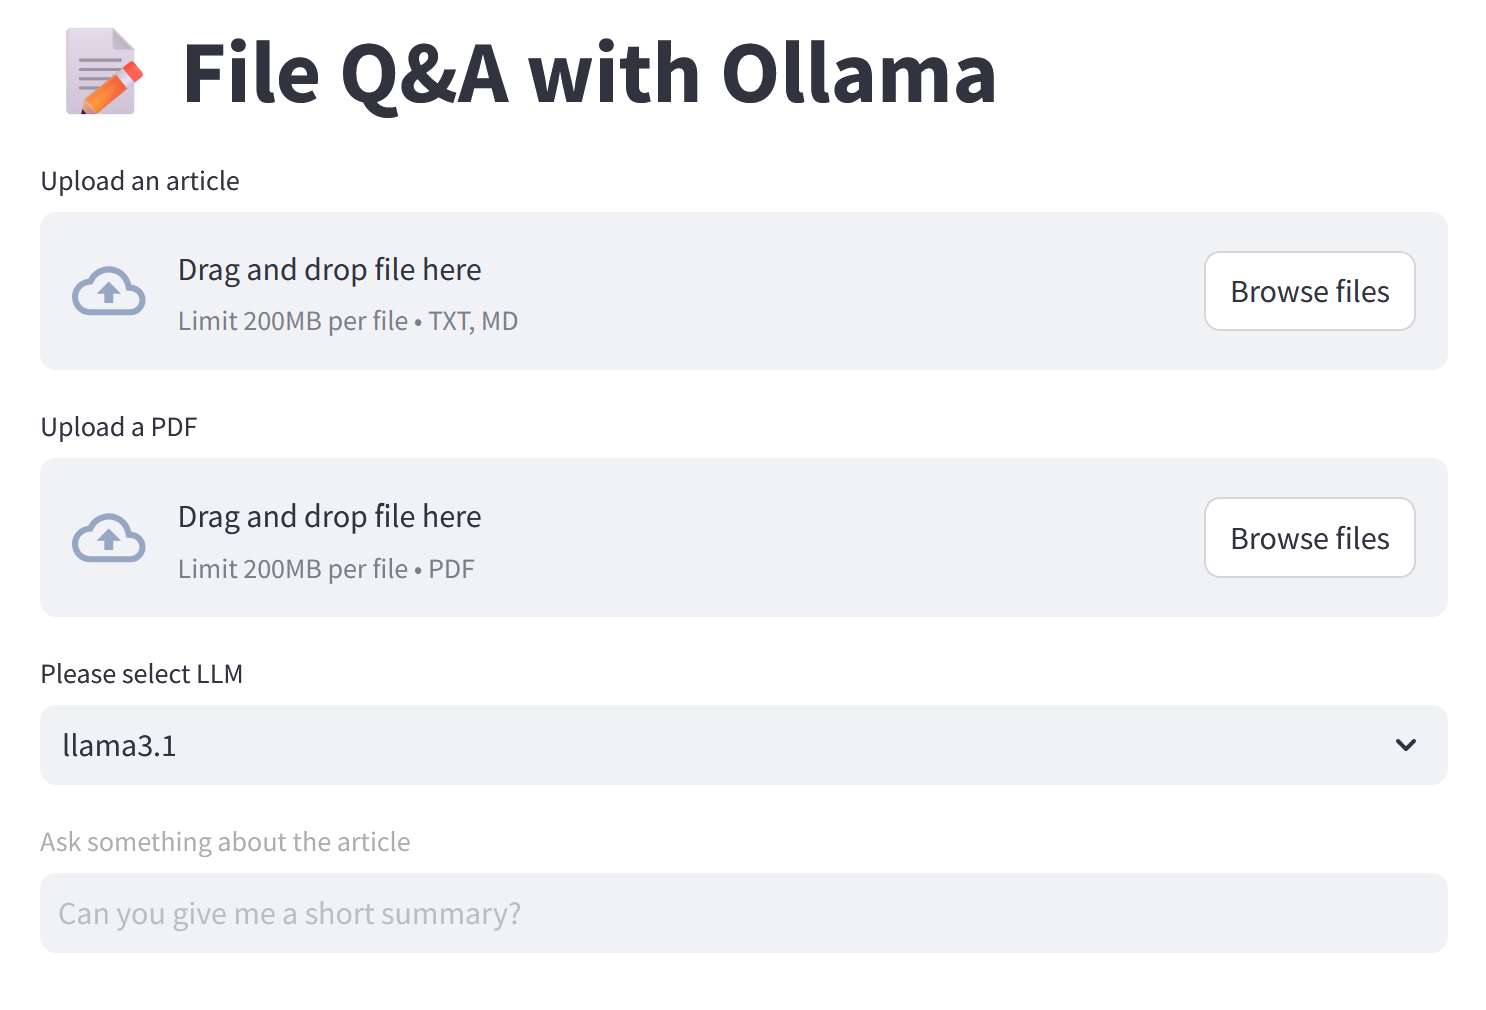 File Q&A with Ollama
Upload an article
Drag and drop file here
Limit 200MB per file • TXT, MD
Browse files
Upload a PDF
Drag and drop file here
Limit 200MB per file • PDF
Browse files
Please select LLM
llama3.1
Ask something about the article
Can you give me a short summary?